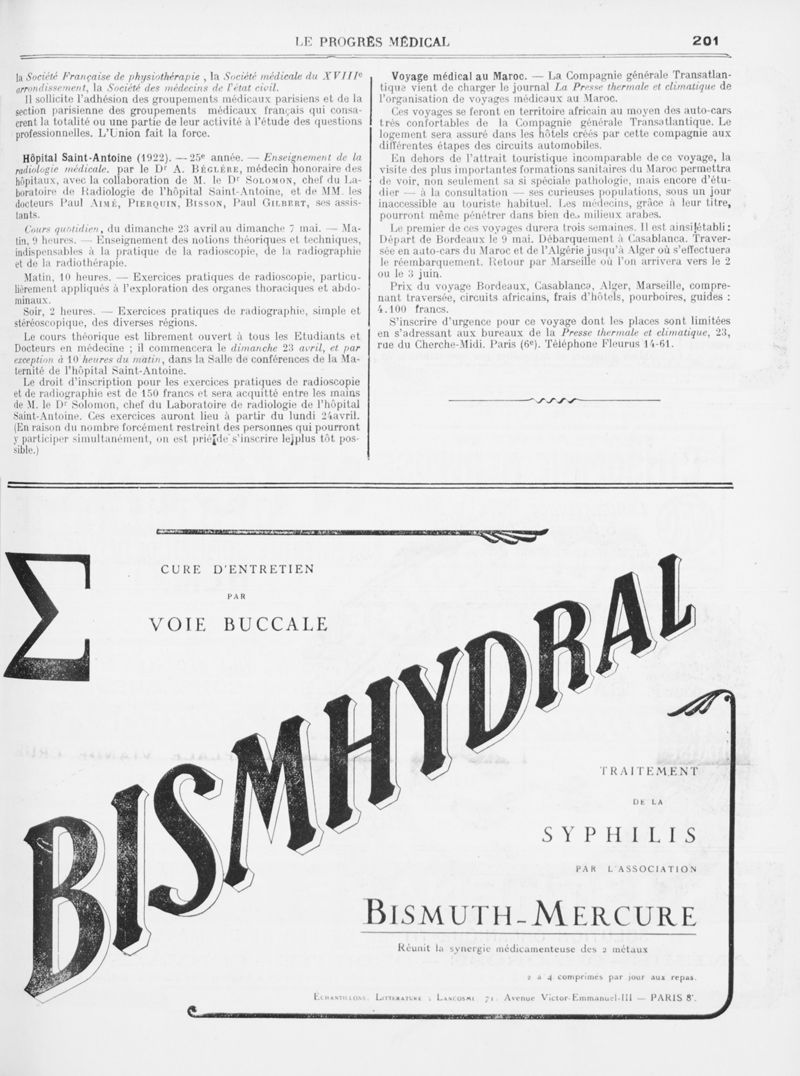 LE PROGRÈS MÉDICAL
201
la Société Française de physiothérapie , la Société médicale du XVIIIe
arrondissement, la Société des médecins de l'état civil.
Il sollicite l'adhésion des groupements médicaux parisiens et de la
section parisienne des groupements médicaux français qui consa-
crent la totalité ou une partie de leur activité à l'étude des questions
professionnelles. L'Union fait la force.
Hôpital Saint-Antoine (1922). — 25e année. — Enseignement de la
radiologie médicale. par le Dr A. BÉCLÈRE, médecin honoraire des
hôpitaux, avec la collaboration de M. le Dr SOLOMON, chef du La-
boratoire de Radiologie de l'hôpital Saint-Antoine, et de MM. les
docteurs Paul AIMÉ, PIERQUIN, BISSON, Paul GILBERT, ses assis-
tants.
Cours quotidien, du dimanche 23 avril au dimanche 7 mai. — Ma-
tin, 9 heures. — Enseignement des notions théoriques et techniques,
indispensables à la pratique de la radioscopie, de la radiographie
et de la radiothérapie.
Matin, 10 heures. — Exercices pratiques de radioscopie, particu-
lièrement appliqués à l'exploration des organes thoraciques et abdo-
minaux.
Soir, 2 heures. — Exercices pratiques de radiographie, simple et
stéréoscopique, des diverses régions.
Le cours théorique est librement ouvert à tous les Etudiants et
Docteurs en médecine ; il commencera le dimanche 23 avril, et par
exception à 10 heures du matin, dans la Salle de conférences de la Ma-
ternité de l'hôpital Saint-Antoine.
Le droit d'inscription pour les exercices pratiques de radioscopie
et de radiographie est de 150 francs et sera acquitté entre les mains
de M. le Dr Solomon, chef du Laboratoire de radiologie de l'hôpital
Saint-Antoine. Ces exercices auront lieu à partir du lundi 24avril.
(En raison du nombre forcément restreint des personnes qui pourront
y participer simultanément, on est prié de s'inscrire le plus tôt pos-
sible.)
Voyage médical au Maroc. — La Compagnie générale Transatlan-
tique vient de charger le journal La Presse thermale et climatique de
l'organisation de voyages médicaux au Maroc.
Ces voyages se feront en territoire africain au moyen des auto-cars
très confortables de la Compagnie générale Transatlantique. Le
logement sera assuré dans les hôtels créés par cette compagnie aux
différentes étapes des circuits automobiles.
En dehors de l'attrait touristique incomparable de ce voyage, la
visite des plus importantes formations sanitaires du Maroc permettra
de voir, non seulement sa si spéciale pathologie, mais encore d'étu-
dier — à la consultation — ses curieuses populations, sous un jour
inaccessible au touriste habituel. Les médecins, grâce à leur titre,
pourront même pénétrer dans bien des milieux arabes.
Le premier de ces voyages durera trois semaines. Il est ainsi établi :
Départ de Bordeaux le 9 mai. Débarquement à Casablanca. Traver-
sée en auto-cars du Maroc et de l'Algérie jusqu'à Alger où s'effectuera
le réembarquement. Retour par Marseille où l'on arrivera vers le 2
ou le 3 juin.
Prix du voyage Bordeaux, Casablanca, Alger, Marseille, compre-
nant traversée, circuits africains, frais d'hôtels, pourboires, guides :
4.100 francs.
S'inscrire d'urgence pour ce voyage dont les places sont limitées
en s'adressant aux bureaux de la Presse thermale et climatique, 23,
rue du Cherche-Midi. Paris (6e). Téléphone Fleurus 14-61.
Σ
CURE D'ENTRETIEN
PAR
VOIE BUCCALE
BISMHYDRAL
TRAITEMENT
DE LA
SYPHILIS
PAR L'ASSOCIATION
BISMUTH-MERCURE
Réunit la synergie médicamenteuse des 2 métaux
2 à 4 comprimés par jour aux repas.
ECHANTILLONS, LITTÉRATURE : LANCOSME, 71, Avenue Victor-Emmanuel-III — PARIS 8e.